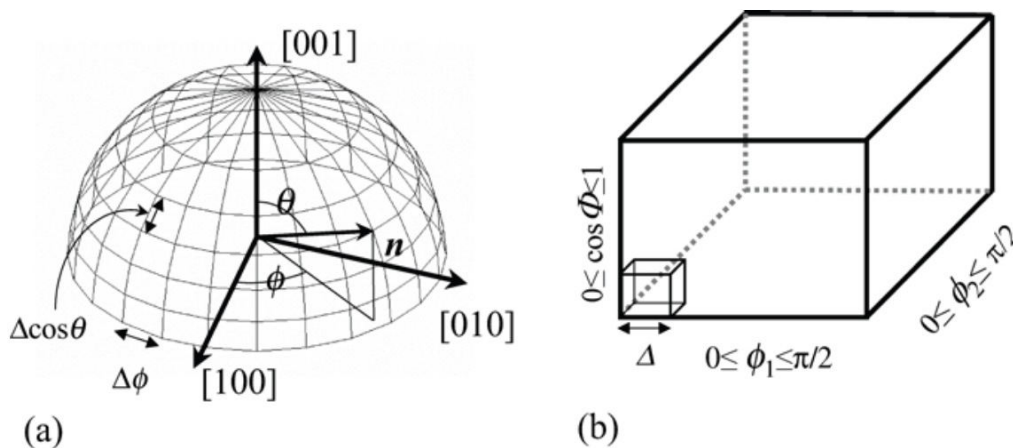 [001]
θ
n
ϕ
[010]
Δcosθ
Δϕ
[100]
(a)
0≤ cos Φ≤1
Δ
0≤ ϕ₁≤π/2
0≤ ϕ₂≤ π/2
(b)